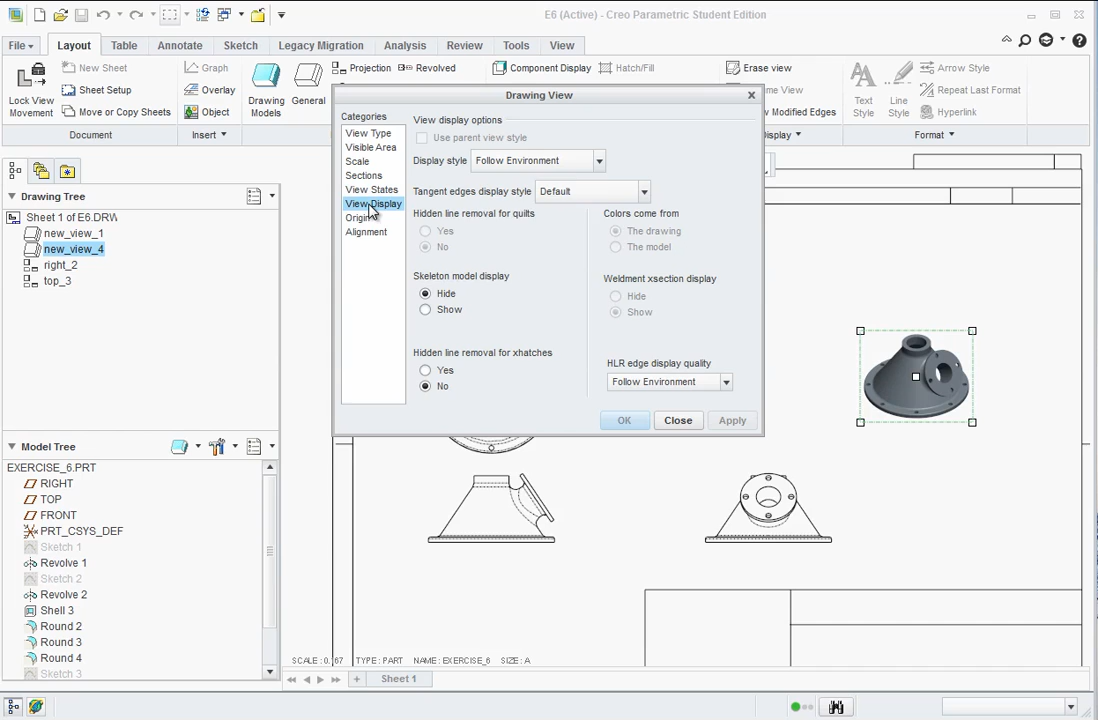 E6 (Active) - Creo Parametric Student Edition
File
Layout
Table
Annotate
Sketch
Legacy Migration
Analysis
Review
Tools
View
Lock View
Movement
New Sheet
Sheet Setup
Move or Copy Sheets
Document
Graph
Overlay
Object
Insert
Drawing
Models
General
Projection
Revolved
Component Display
Hatch/Fill
Erase view
me View
w Modified Edges
Display
Text
Style
Line
Style
Arrow Style
Repeat Last Format
Hyperlink
Format
Drawing Tree
Sheet 1 of E6.DRW
new_view_1
new_view_4
right_2
top_3
Model Tree
EXERCISE_6.PRT
RIGHT
TOP
FRONT
PRT_CSYS_DEF
Sketch 1
Revolve 1
Sketch 2
Revolve 2
Shell 3
Round 2
Round 3
Round 4
Sketch 3
Drawing View
Categories
View Type
Visible Area
Scale
Sections
View States
View Display
Origin
Alignment
View display options
Use parent view style
Display style
Follow Environment
Tangent edges display style
Default
Hidden line removal for quilts
Yes
No
Skeleton model display
Hide
Show
Hidden line removal for xhatches
Yes
No
Colors come from
The drawing
The model
Weldment xsection display
Hide
Show
HLR edge display quality
Follow Environment
OK
Close
Apply
SCALE : 0.167 TYPE : PART NAME : EXERCISE_6 SIZE : A
Sheet 1